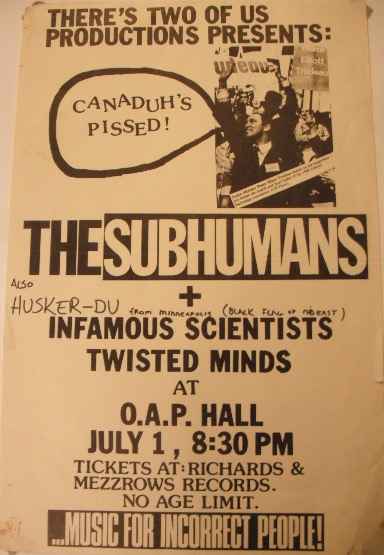 THERE'S TWO OF US
PRODUCTIONS PRESENTS:
Elliott
Trudeau
CANADUH'S
PISSED!
THE SUBHUMANS
+
ALSO
HUSKER-DU from MINNEAPOLIS (BLACK FLAG OF
INFAMOUS SCIENTISTS
TWISTED MINDS
AT
O.A.P. HALL
JULY 1, 8:30 PM
TICKETS AT: RICHARDS &
MEZZROWS RECORDS.
NO AGE LIMIT.
...MUSIC FOR INCORRECT PEOPLE!